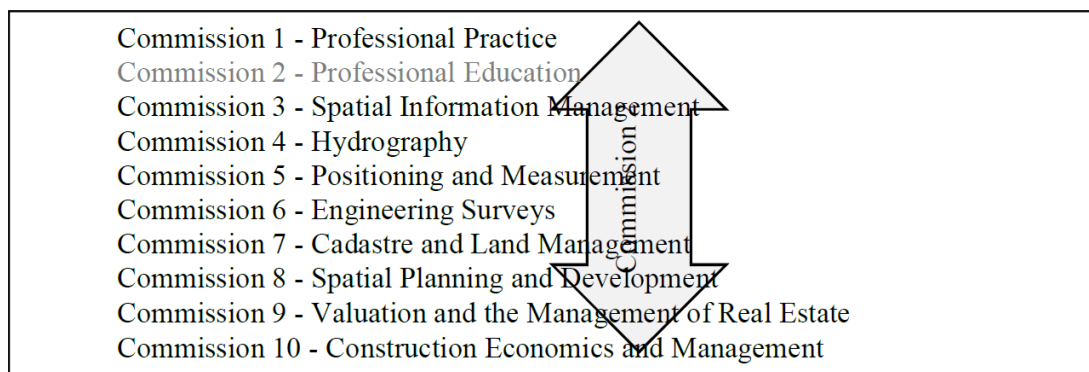 Commission 1 - Professional Practice
Commission 2 - Professional Education
Commission 3 - Spatial Information Management
Commission 4 - Hydrography
Commission 5 - Positioning and Measurement
Commission 6 - Engineering Surveys
Commission 7 - Cadastre and Land Management
Commission 8 - Spatial Planning and Development
Commission 9 - Valuation and the Management of Real Estate
Commission 10 - Construction Economics and Management
Commission 2